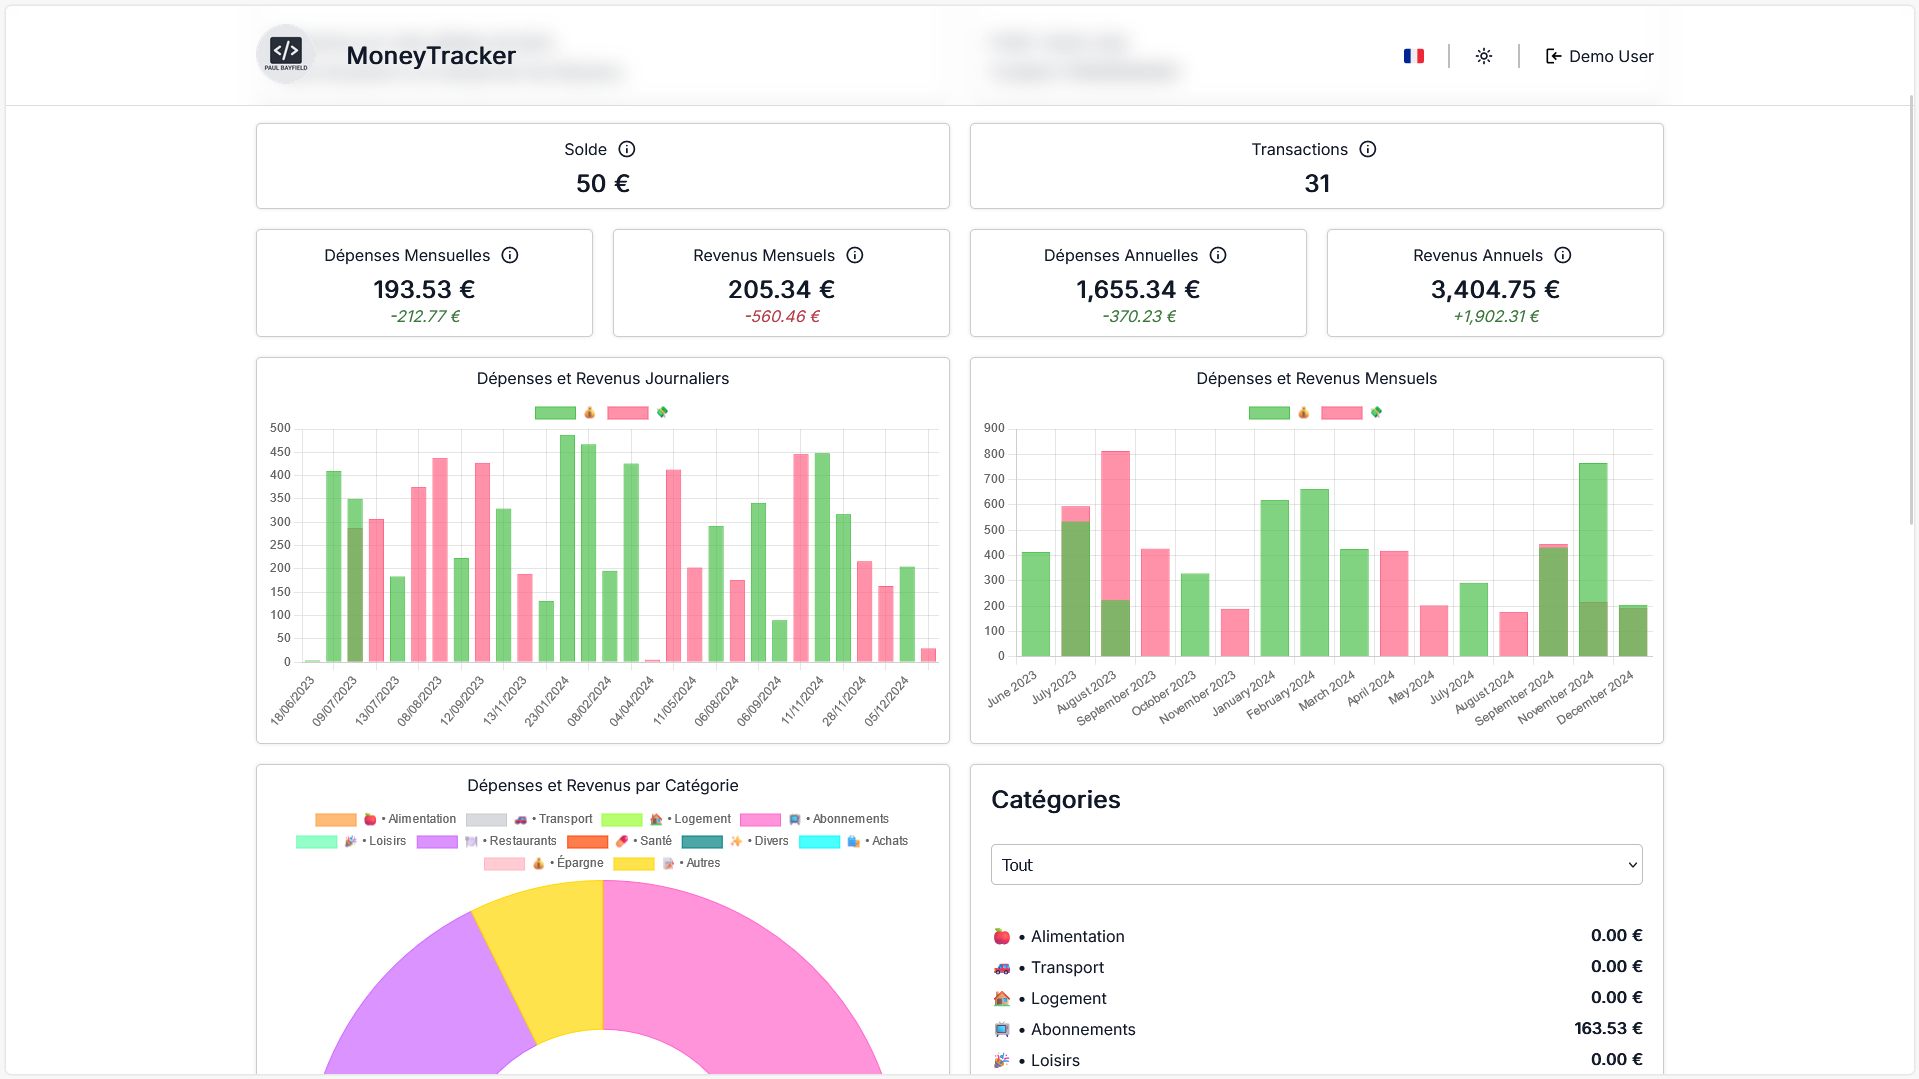 </>
PAUL BAYFIELD
MoneyTracker
Demo User
Solde
50 €
Transactions
31
Dépenses Mensuelles
193.53 €
-212.77 €
Revenus Mensuels
205.34 €
-560.46 €
Dépenses Annuelles
1,655.34 €
-370.23 €
Revenus Annuels
3,404.75 €
+1,902.31 €
Dépenses et Revenus Journaliers
500
450
400
350
300
250
200
150
100
50
0
18/06/2023
09/07/2023
13/07/2023
08/08/2023
12/09/2023
13/11/2023
23/01/2024
08/02/2024
04/04/2024
11/05/2024
06/08/2024
06/09/2024
11/11/2024
28/11/2024
05/12/2024
Dépenses et Revenus Mensuels
900
800
700
600
500
400
300
200
100
0
June 2023
July 2023
August 2023
September 2023
October 2023
November 2023
January 2024
February 2024
March 2024
April 2024
May 2024
July 2024
August 2024
September 2024
November 2024
December 2024
Dépenses et Revenus par Catégorie
• Alimentation • Transport • Logement • Abonnements
• Loisirs • Restaurants • Santé • Divers • Achats
• Épargne • Autres
Catégories
Tout
• Alimentation 0.00 €
• Transport 0.00 €
• Logement 0.00 €
• Abonnements 163.53 €
• Loisirs 0.00 €